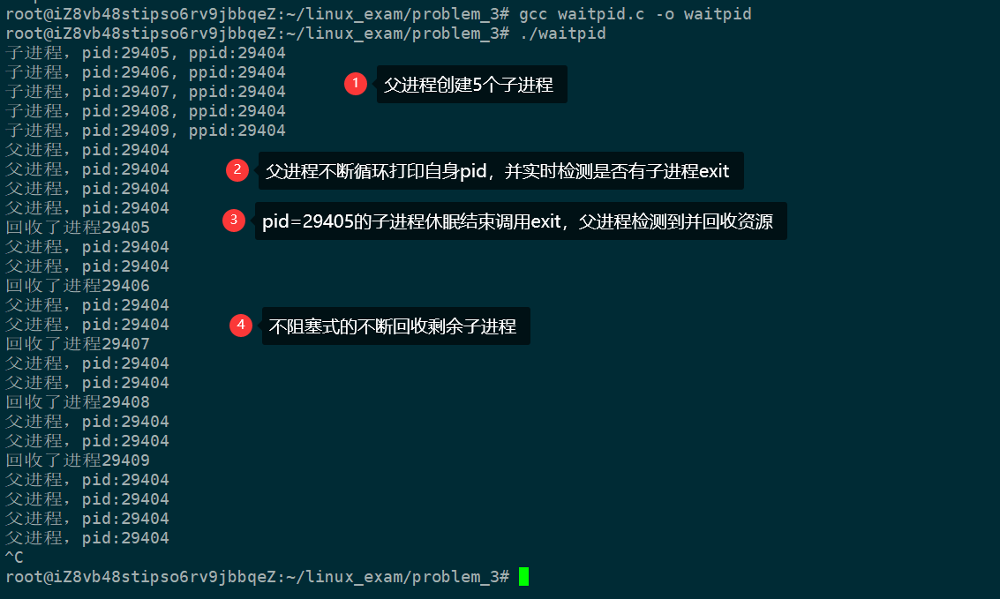 root@iZ8vb48stipso6rv9jbbqeZ:~/linux_exam/problem_3# gcc waitpid.c -o waitpid
root@iZ8vb48stipso6rv9jbbqeZ:~/linux_exam/problem_3# ./waitpid
子进程，pid:29405, ppid:29404
子进程，pid:29406, ppid:29404
1 父进程创建5个子进程
子进程，pid:29407, ppid:29404
子进程，pid:29408, ppid:29404
子进程，pid:29409, ppid:29404
父进程，pid:29404
父进程，pid:29404
2 父进程不断循环打印自身pid，并实时检测是否有子进程exit
父进程，pid:29404
父进程，pid:29404
3 pid=29405的子进程休眠结束调用exit，父进程检测到并回收资源
回收了进程29405
父进程，pid:29404
父进程，pid:29404
回收了进程29406
父进程，pid:29404
父进程，pid:29404
4 不阻塞式的不断回收剩余子进程
回收了进程29407
父进程，pid:29404
父进程，pid:29404
回收了进程29408
父进程，pid:29404
父进程，pid:29404
回收了进程29409
父进程，pid:29404
父进程，pid:29404
父进程，pid:29404
父进程，pid:29404
^C
root@iZ8vb48stipso6rv9jbbqeZ:~/linux_exam/problem_3#